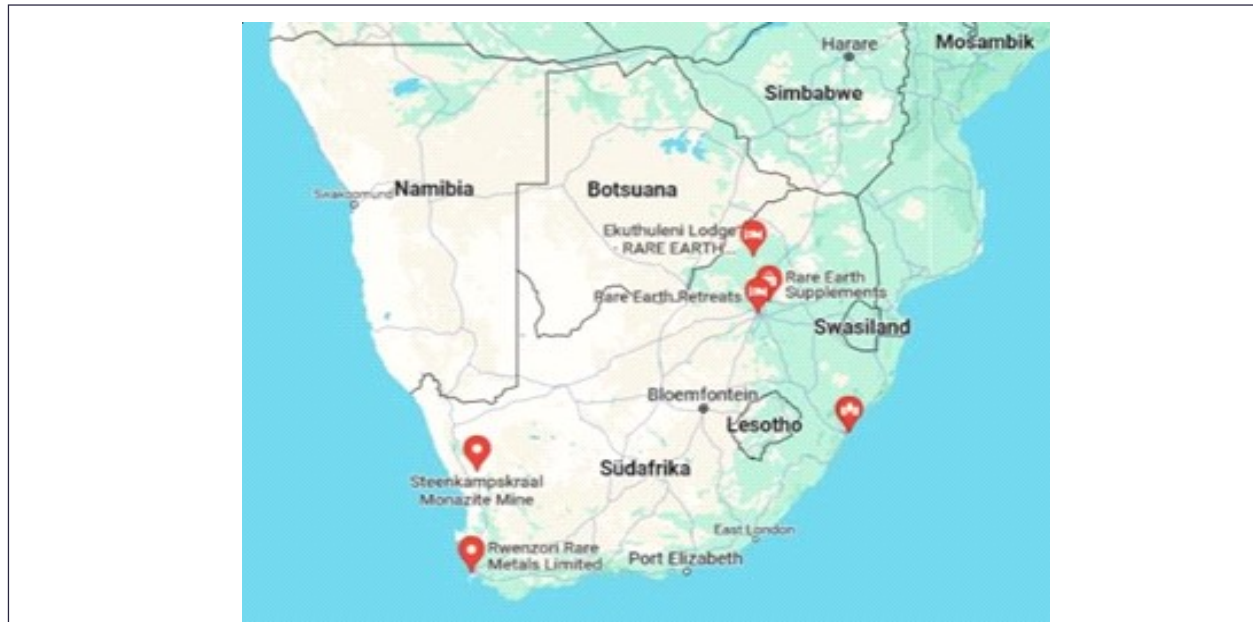 Harare
Mosambik
Simbabwe
Swakopmund
Namibia
Botsuana
Ekuthuleni Lodge
- RARE EARTH...
Rare Earth
Supplements
Rare Earth Retreats
Swasiland
Bloemfontein
Lesotho
Südafrika
Steenkampskraal
Monazite Mine
East London
Rwenzori Rare
Metals Limited
Port Elizabeth